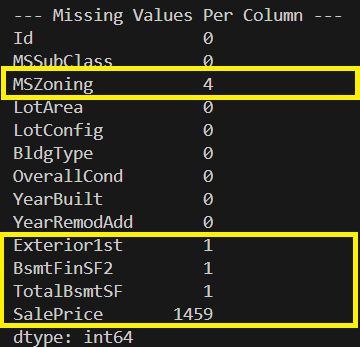 --- Missing Values Per Column ---
Id 0
MSSubClass 0
MSZoning 4
LotArea 0
LotConfig 0
BldgType 0
OverallCond 0
YearBuilt 0
YearRemodAdd 0
Exterior1st 1
BsmtFinSF2 1
TotalBsmtSF 1
SalePrice 1459
dtype: int64